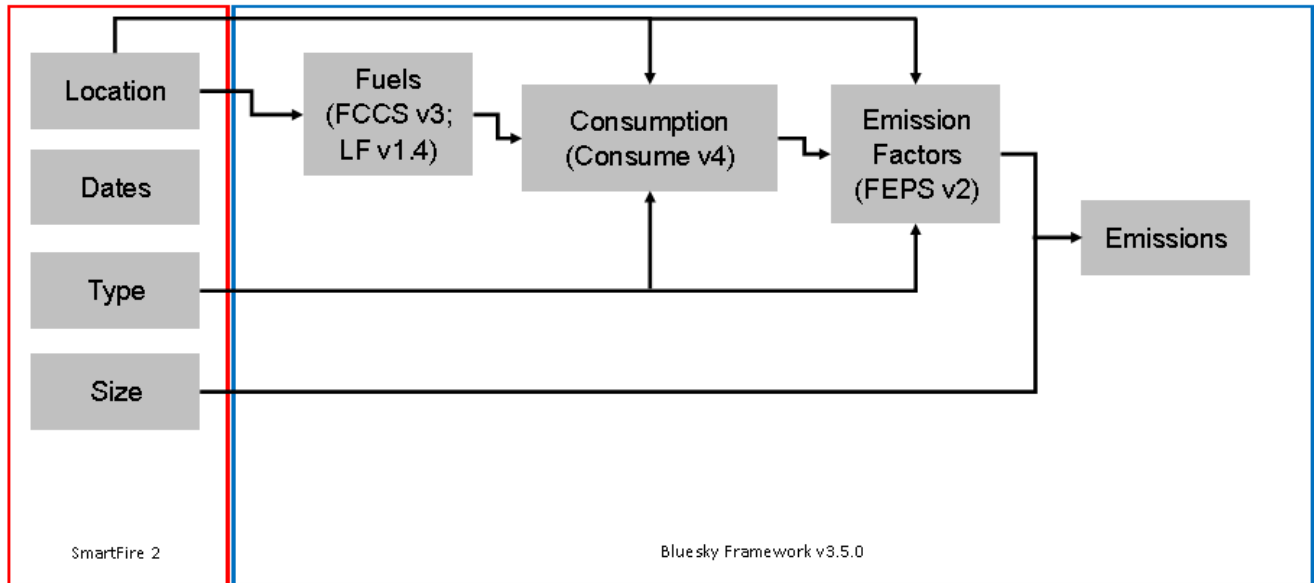 Location
Dates
Type
Size
SmartFire 2
Fuels
(FCCS v3;
LF v1.4)
Consumption
(Consume v4)
Emission
Factors
(FEPS v2)
Emissions
Bluesky Framework v3.5.0